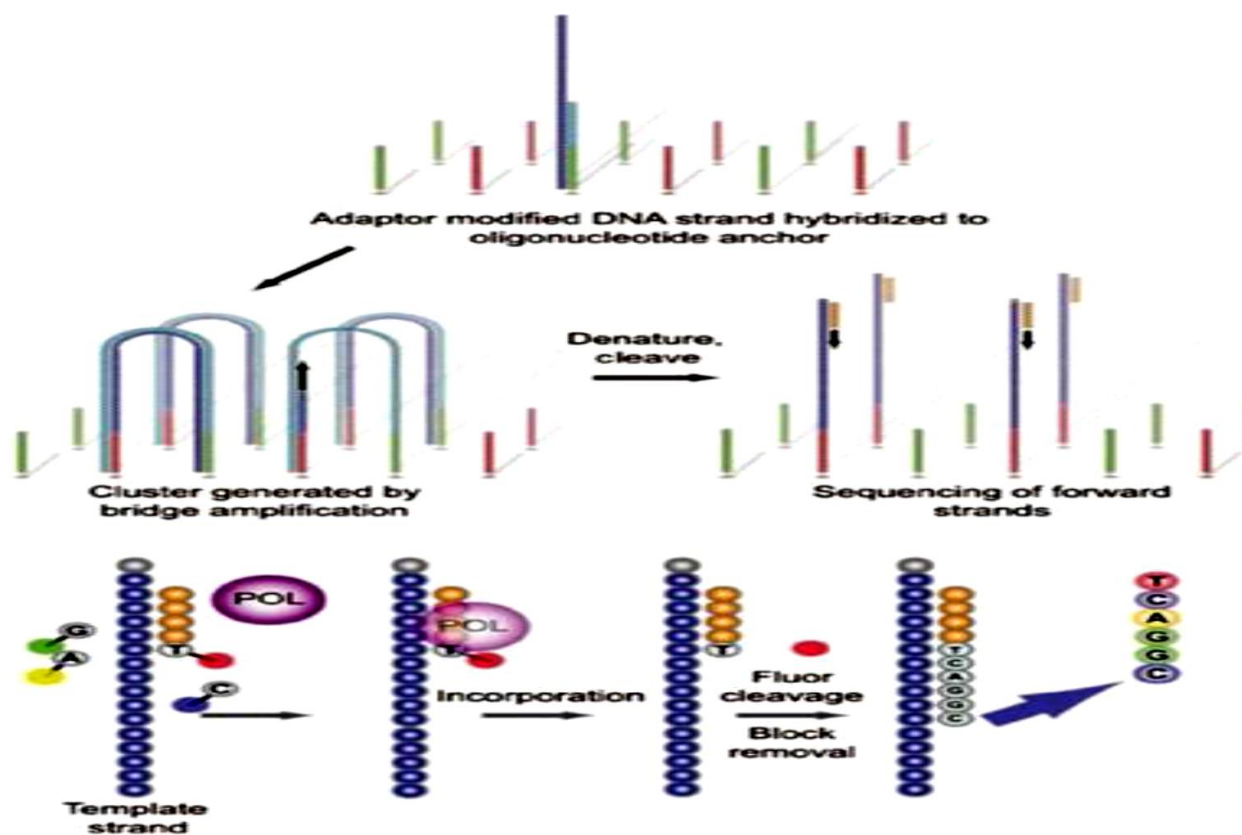 Adaptor modified DNA strand hybridized to
oligonucleotide anchor
Denature,
cleave
Cluster generated by
bridge amplification
Sequencing of forward
strands
POL
G
A
T
C
Template
strand
POL
T
Incorporation
T
Fluor
cleavage
Block
removal
T
C
A
G
G
C
T
C
A
G
G
C